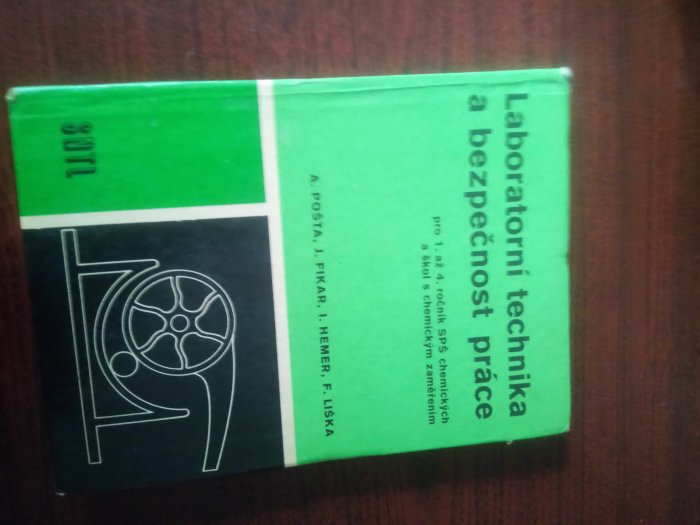 Laboratorní technika
a bezpečnost práce
pro 1. až 4. ročník SPŠ chemických
a škol s chemickým zaměřením
A. POŠTA, J. FIKAR, I. HEMER, F. LIŠKA
SNTL